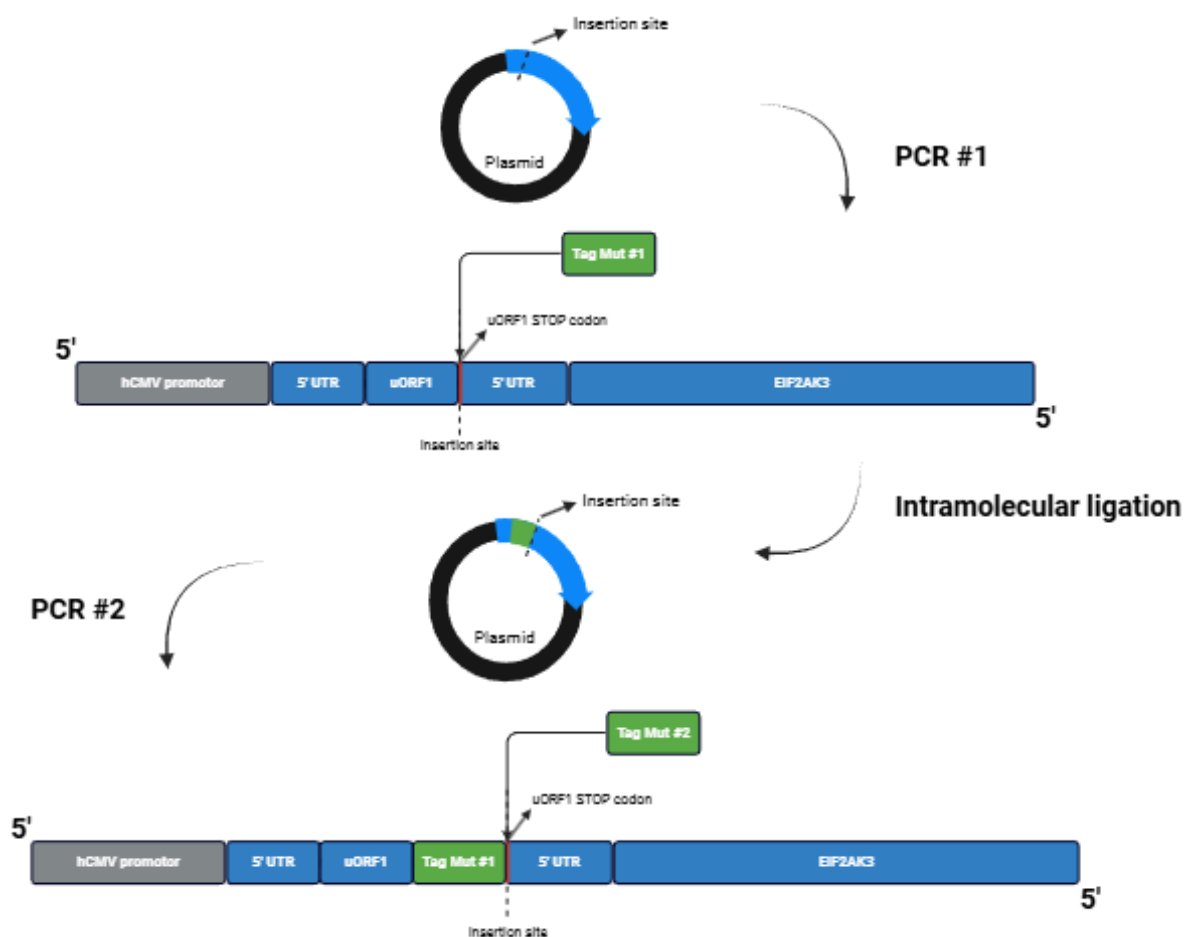 Insertion site
Plasmid
PCR #1
Tag Mut #1
uORF1 STOP codon
5'
hCMV promotor
5' UTR
uORF1
5' UTR
EIF2AK3
5'
Insertion site
Insertion site
Intramolecular ligation
PCR #2
Plasmid
Tag Mut #2
uORF1 STOP codon
5'
hCMV promotor
5' UTR
uORF1
Tag Mut #1
5' UTR
EIF2AK3
5'
Insertion site